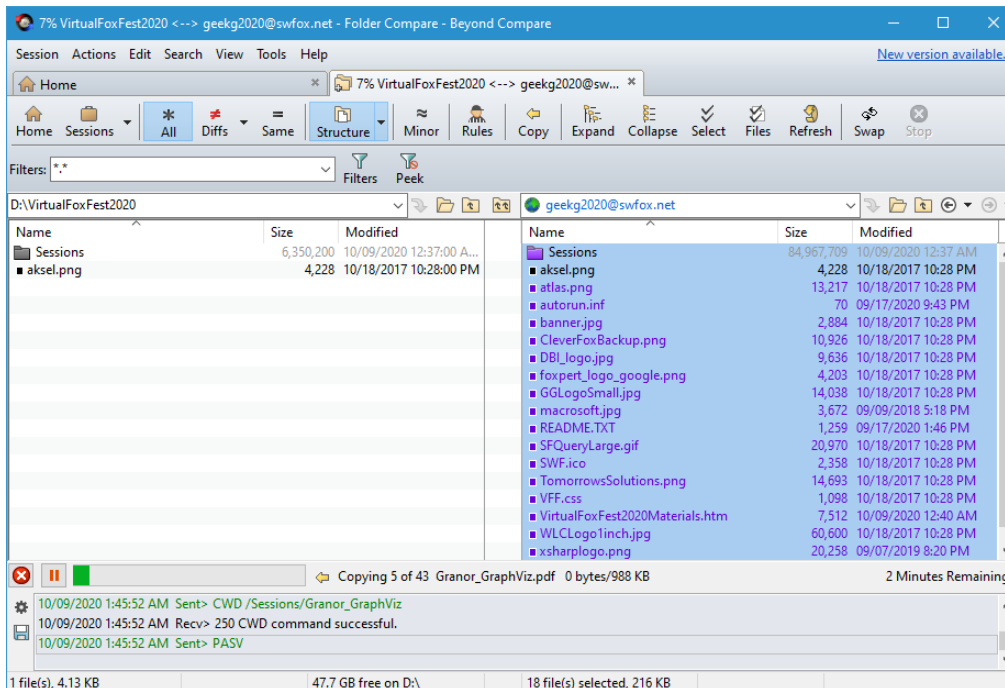 7% VirtualFoxFest2020 <--> geekg2020@swfox.net - Folder Compare - Beyond Compare
Session Actions Edit Search View Tools Help New version available.
Home 7% VirtualFoxFest2020 <--> geekg2020@sw...
Home Sessions All Diffs Same Structure Minor Rules Copy Expand Collapse Select Files Refresh Swap Stop
Filters: *.* Filters Peek
D:\VirtualFoxFest2020 geekg2020@swfox.net
Name Size Modified Name Size Modified
Sessions 6,350,200 10/09/2020 12:37:00 A... Sessions 84,967,709 10/09/2020 12:37 AM
aksel.png 4,228 10/18/2017 10:28:00 PM aksel.png 4,228 10/18/2017 10:28 PM
atlas.png 13,217 10/18/2017 10:28 PM
autorun.inf 70 09/17/2020 9:43 PM
banner.jpg 2,884 10/18/2017 10:28 PM
CleverFoxBackup.png 10,926 10/18/2017 10:28 PM
DBI_logo.jpg 9,636 10/18/2017 10:28 PM
foxpert_logo_google.png 4,203 10/18/2017 10:28 PM
GGLogoSmall.jpg 14,038 10/18/2017 10:28 PM
macrosoft.jpg 3,672 09/09/2018 5:18 PM
README.TXT 1,259 09/17/2020 1:46 PM
SFQueryLarge.gif 20,970 10/18/2017 10:28 PM
SWF.ico 2,358 10/18/2017 10:28 PM
TomorrowsSolutions.png 14,693 10/18/2017 10:28 PM
VFF.css 1,098 10/18/2017 10:28 PM
VirtualFoxFest2020Materials.htm 7,512 10/09/2020 12:40 AM
WLCLogo1inch.jpg 60,600 10/18/2017 10:28 PM
xsharplogo.png 20,258 09/07/2019 8:20 PM
Copying 5 of 43 Granor_GraphViz.pdf 0 bytes/988 KB 2 Minutes Remaining
10/09/2020 1:45:52 AM Sent> CWD /Sessions/Granor_GraphViz
10/09/2020 1:45:52 AM Recv> 250 CWD command successful.
10/09/2020 1:45:52 AM Sent> PASV
1 file(s), 4.13 KB 47.7 GB free on D:\ 18 file(s) selected, 216 KB